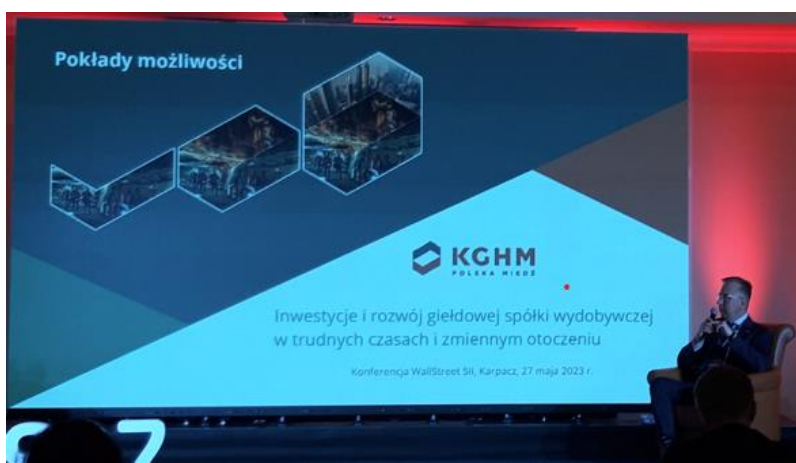 Pokłady możliwości
KGHM
POLSKA MIEDŹ
Inwestycje i rozwój giełdowej spółki wydobywczej
w trudnych czasach i zmiennym otoczeniu
Konferencja WallStreet SII, Karpacz, 27 maja 2023 r.